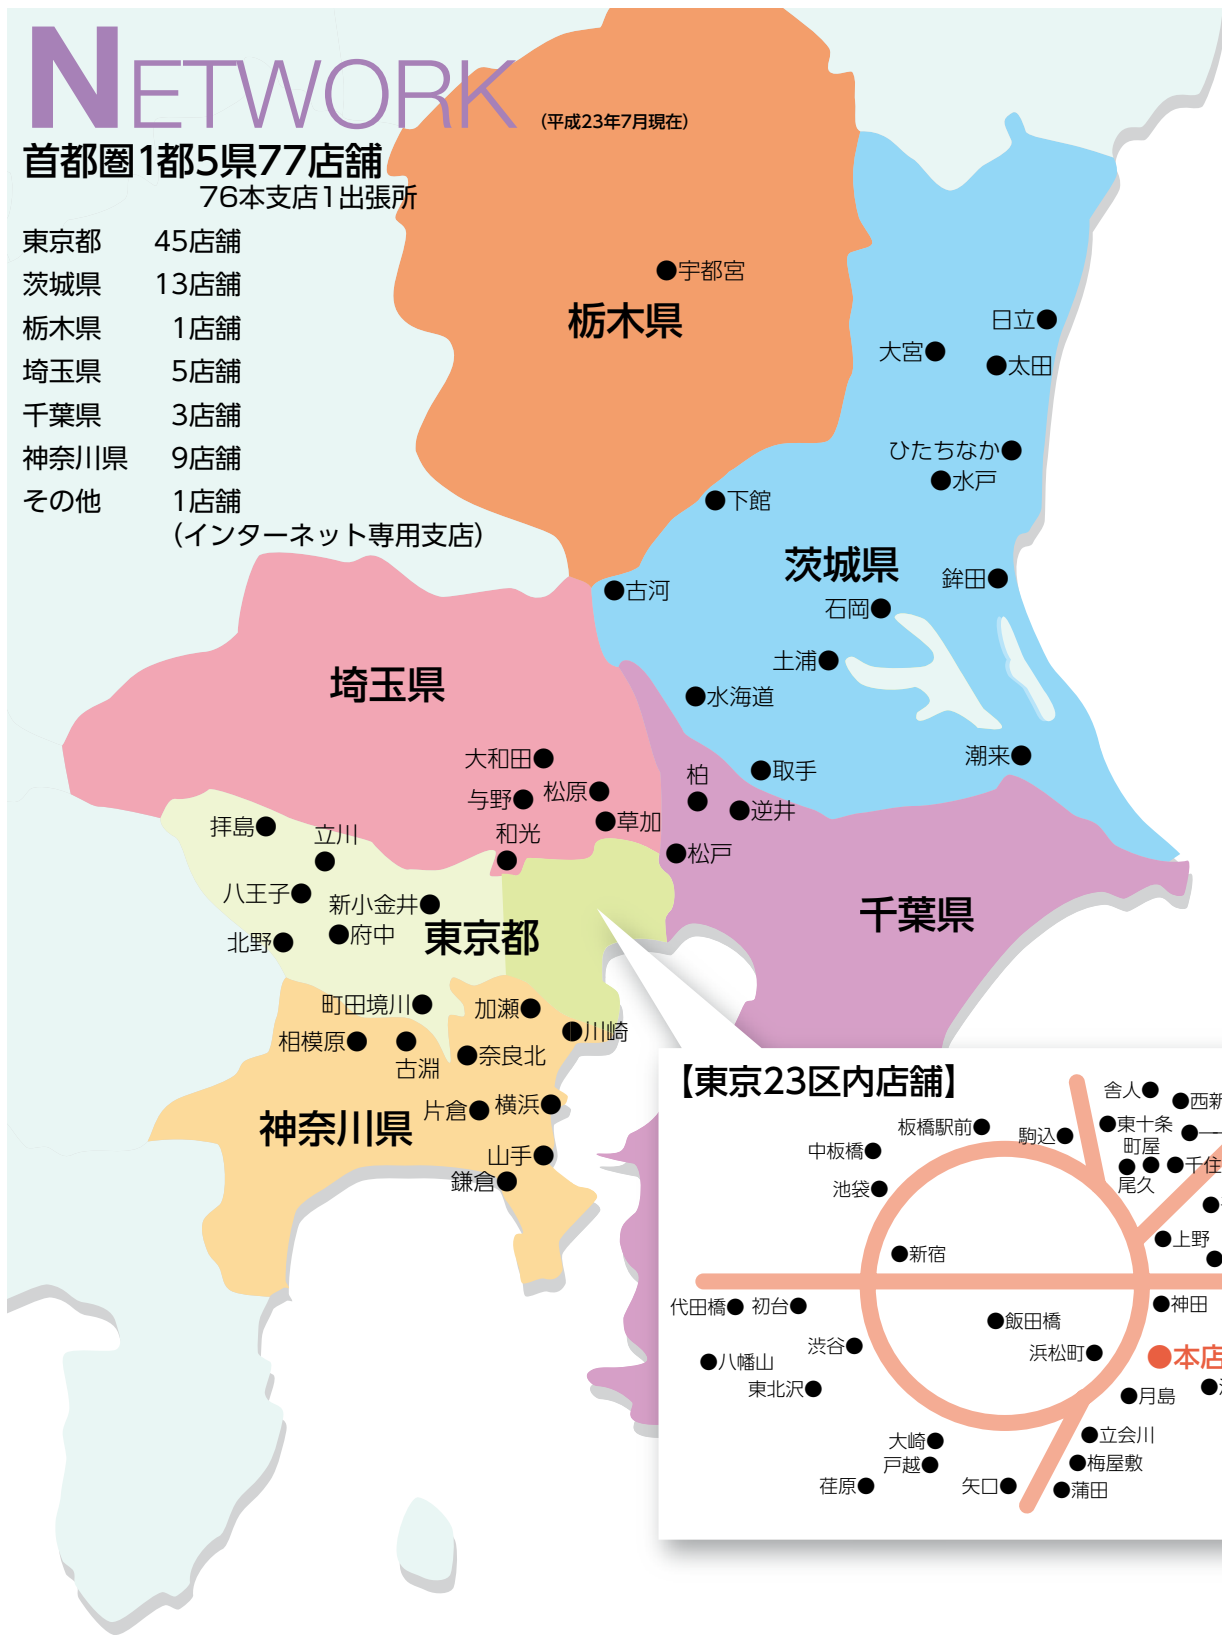 NETWORK
（平成23年7月現在）
首都圏1都5県77店舗
76本支店1出張所
東京都 45店舗
茨城県 13店舗
栃木県 1店舗
埼玉県 5店舗
千葉県 3店舗
神奈川県 9店舗
その他 1店舗
（インターネット専用支店）
宇都宮
栃木県
日立
大宮
太田
ひたちなか
水戸
下館
茨城県
鉾田
古河
石岡
土浦
水海道
潮来
取手
埼玉県
大和田
与野
松原
草加
和光
柏
逆井
松戸
千葉県
拝島
立川
八王子
新小金井
府中
北野
東京都
町田境川
加瀬
川崎
相模原
古淵
奈良北
片倉
横浜
神奈川県
山手
鎌倉
【東京23区内店舗】
舎人
西新
東十条
板橋駅前
駒込
町屋
中板橋
千住
尾久
池袋
上野
新宿
代田橋
初台
神田
飯田橋
渋谷
浜松町
本店
八幡山
東北沢
月島
大崎
立会川
戸越
梅屋敷
荏原
矢口
蒲田